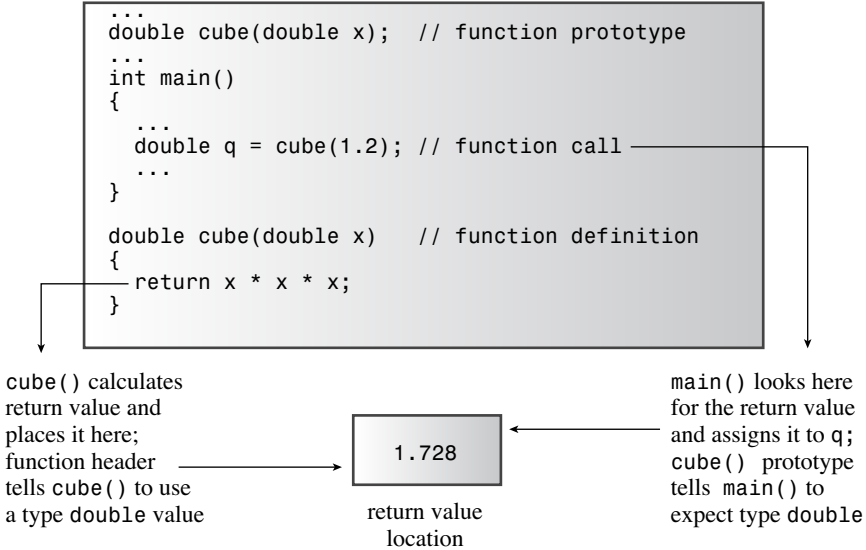 ...
double cube(double x);  // function prototype
...
int main()
{
  ...
  double q = cube(1.2); // function call
  ...
}
double cube(double x)   // function definition
{
  return x * x * x;
}
cube() calculates
return value and
places it here;
function header
tells cube() to use
a type double value
1.728
return value
location
main() looks here
for the return value
and assigns it to q;
cube() prototype
tells main() to
expect type double